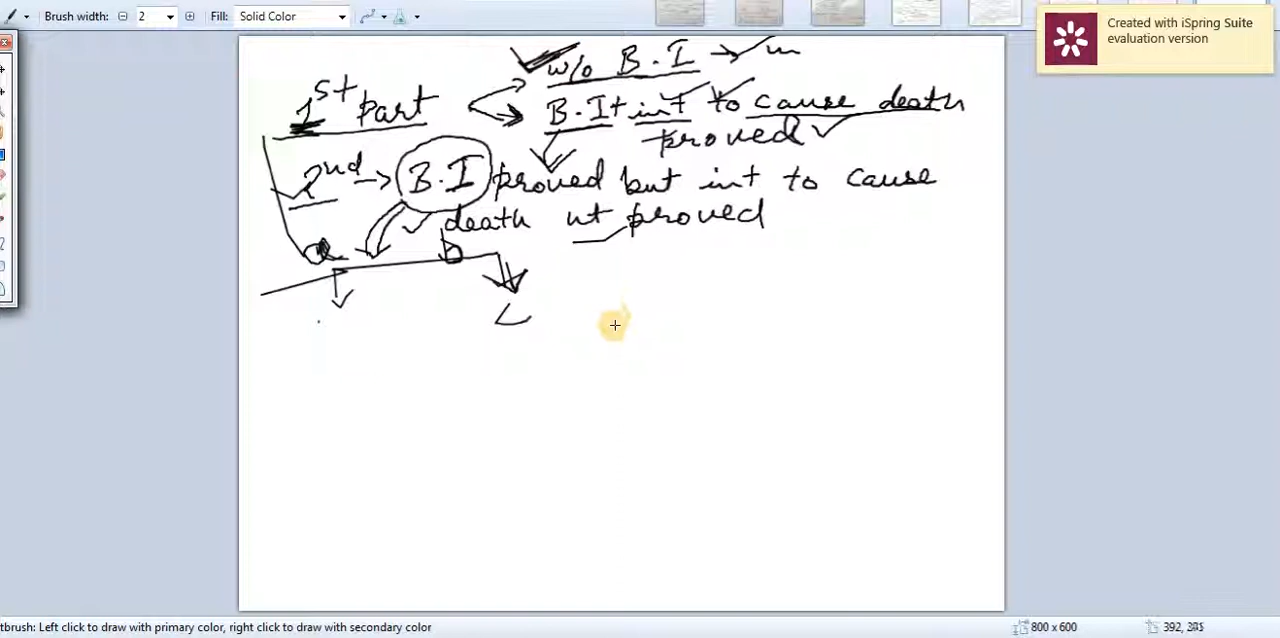 Brush width: 2 Fill: Solid Color
Created with iSpring Suite
evaluation version
w/o B.I → m
1st part
B.I + int to cause death
proved
2nd → B.I proved but int to cause
death nt proved
a b
tbrush: Left click to draw with primary color, right click to draw with secondary color
800 x 600